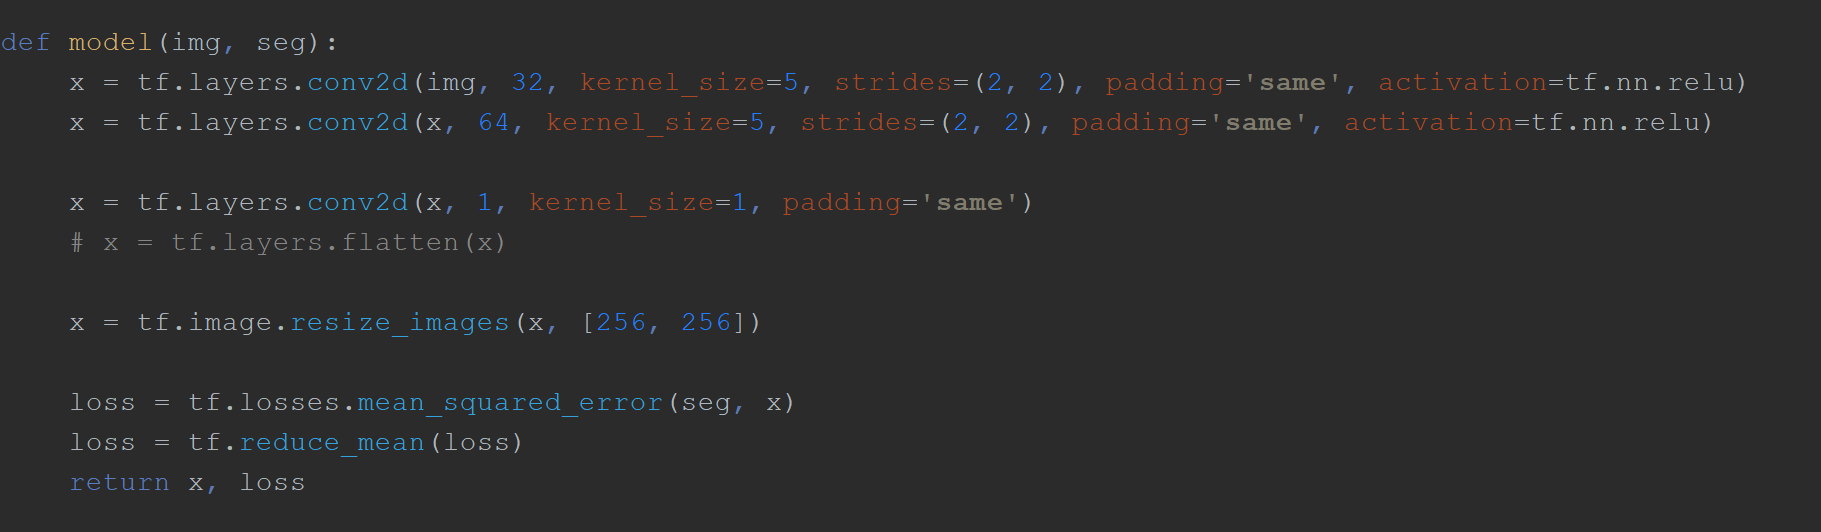 def model(img, seg):
    x = tf.layers.conv2d(img, 32, kernel_size=5, strides=(2, 2), padding='same', activation=tf.nn.relu)
    x = tf.layers.conv2d(x, 64, kernel_size=5, strides=(2, 2), padding='same', activation=tf.nn.relu)
    x = tf.layers.conv2d(x, 1, kernel_size=1, padding='same')
    # x = tf.layers.flatten(x)
    x = tf.image.resize_images(x, [256, 256])
    loss = tf.losses.mean_squared_error(seg, x)
    loss = tf.reduce_mean(loss)
    return x, loss